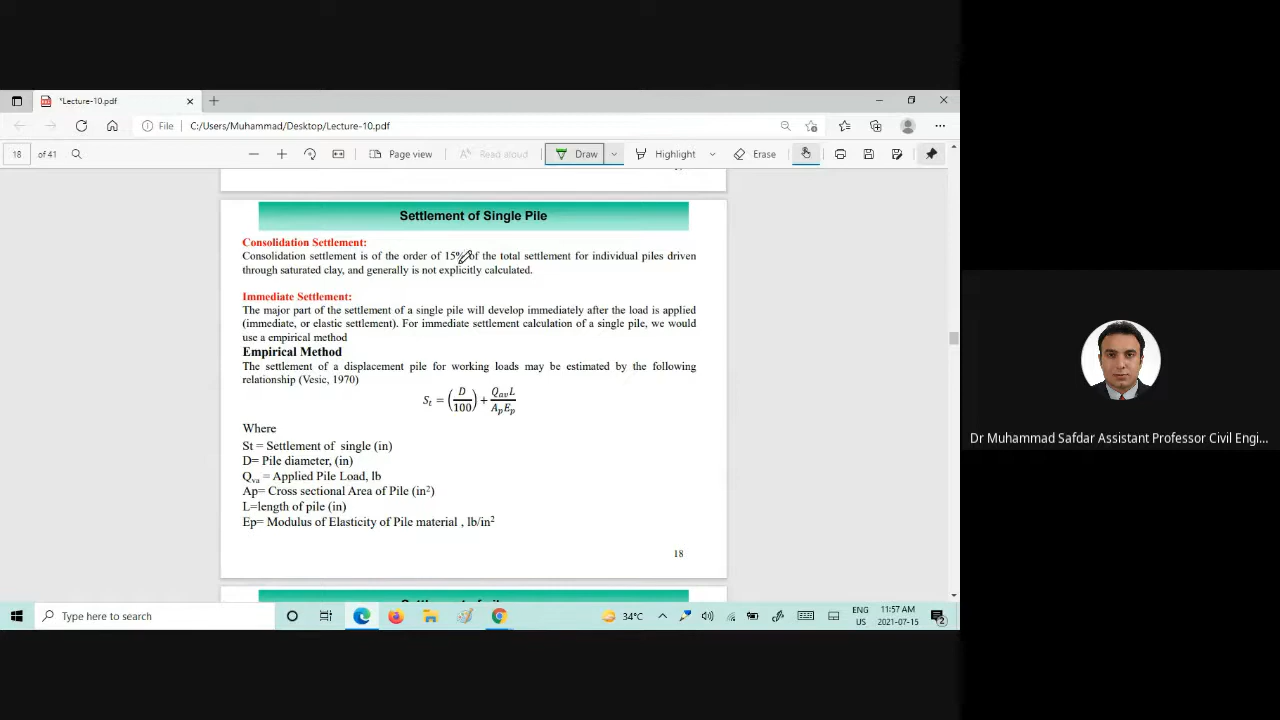 *Lecture-10.pdf
File C:/Users/Muhammad/Desktop/Lecture-10.pdf
18 of 41 Page view Read aloud Draw Highlight Erase
Settlement of Single Pile
Consolidation Settlement:
Consolidation settlement is of the order of 15% of the total settlement for individual piles driven
through saturated clay, and generally is not explicitly calculated.
Immediate Settlement:
The major part of the settlement of a single pile will develop immediately after the load is applied
(immediate, or elastic settlement). For immediate settlement calculation of a single pile, we would
use a empirical method
Empirical Method
The settlement of a displacement pile for working loads may be estimated by the following
relationship (Vesic, 1970)
S_t = (D/100) + Q_av L/A_p E_p
Where
St = Settlement of single (in)
D= Pile diameter, (in)
Q_va = Applied Pile Load, lb
Ap= Cross sectional Area of Pile (in²)
L=length of pile (in)
Ep= Modulus of Elasticity of Pile material , lb/in²
18
Dr Muhammad Safdar Assistant Professor Civil Engi...
Type here to search 34°C ENG US 11:57 AM 2021-07-15 2